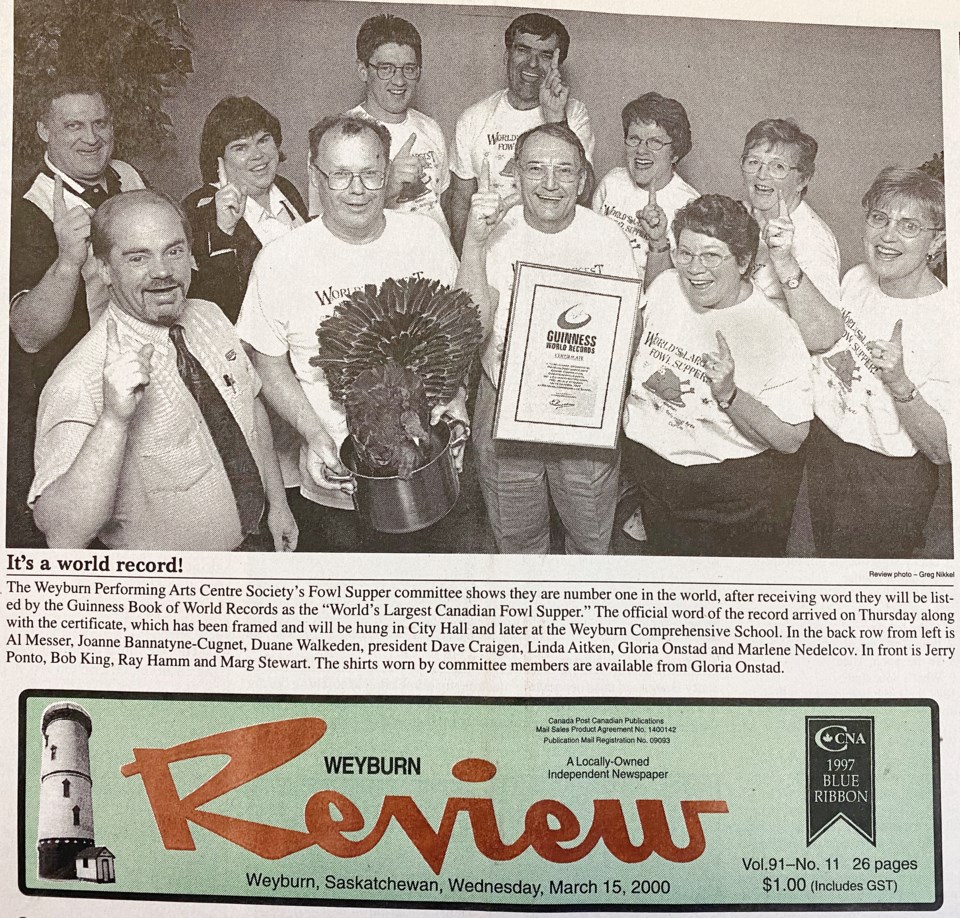 WORLD'S LARGEST
FOWL SUPPER
GUINNESS
WORLD RECORDS
CERTIFICATE
It's a world record!
Review photo – Greg Nikkel
The Weyburn Performing Arts Centre Society's Fowl Supper committee shows they are number one in the world, after receiving word they will be list-
ed by the Guinness Book of World Records as the "World's Largest Canadian Fowl Supper." The official word of the record arrived on Thursday along
with the certificate, which has been framed and will be hung in City Hall and later at the Weyburn Comprehensive School. In the back row from left is
Al Messer, Joanne Bannatyne-Cugnet, Duane Walkeden, president Dave Craigen, Linda Aitken, Gloria Onstad and Marlene Nedelcov. In front is Jerry
Ponto, Bob King, Ray Hamm and Marg Stewart. The shirts worn by committee members are available from Gloria Onstad.
Canada Post Canadian Publications
Mail Sales Product Agreement No. 1400142
Publication Mail Registration No. 09093
A Locally-Owned
Independent Newspaper
WEYBURN
Review
CCNA
1997
BLUE
RIBBON
Vol.91–No. 11 26 pages
$1.00 (Includes GST)
Weyburn, Saskatchewan, Wednesday, March 15, 2000